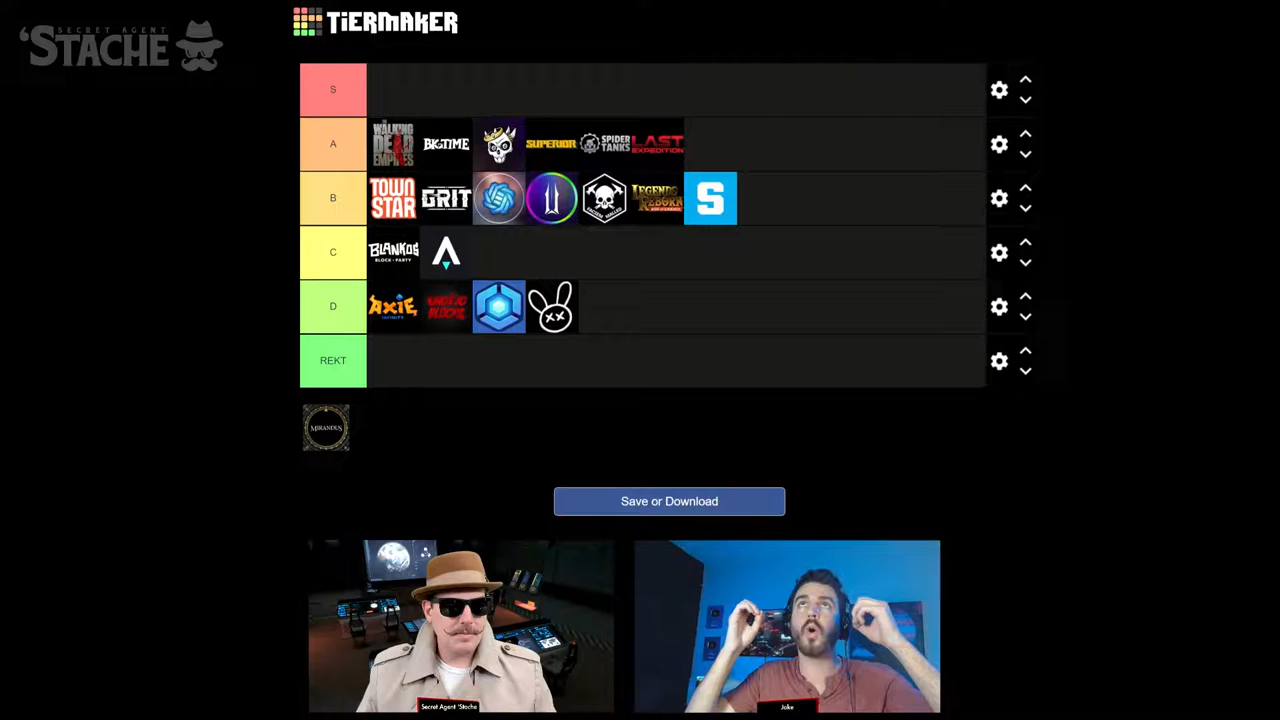 SECRET AGENT
'STACHE
TiERMAKER
S
A
THE WALKING DEAD EMPIRES
BIGTIME
SUPERIOR
SPIDER TANKS
LAST EXPEDITION
B
TOWN STAR
GRIT
LEGENDS REBORN
S
C
BLANKOS
BLOCK•PARTY
D
AXIE
INFINITY
UNDEAD BLOCKS
REKT
MIRANDUS
Save or Download
Secret Agent 'Stache
Jake